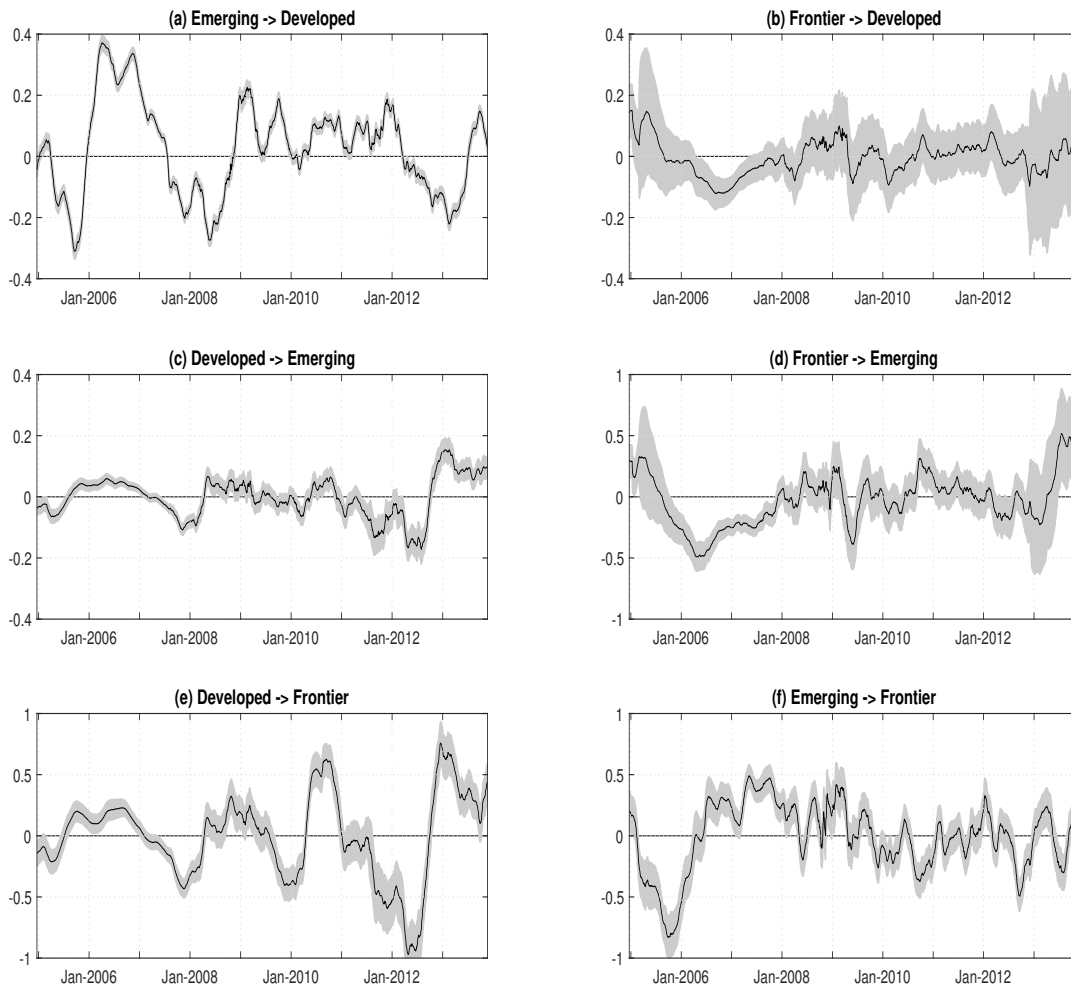 (a) Emerging -> Developed
0.4
0.2
0
-0.2
-0.4
Jan-2006 Jan-2008 Jan-2010 Jan-2012
(b) Frontier -> Developed
0.4
0.2
0
-0.2
-0.4
Jan-2006 Jan-2008 Jan-2010 Jan-2012
(c) Developed -> Emerging
0.4
0.2
0
-0.2
-0.4
Jan-2006 Jan-2008 Jan-2010 Jan-2012
(d) Frontier -> Emerging
1
0.5
0
-0.5
-1
Jan-2006 Jan-2008 Jan-2010 Jan-2012
(e) Developed -> Frontier
1
0.5
0
-0.5
-1
Jan-2006 Jan-2008 Jan-2010 Jan-2012
(f) Emerging -> Frontier
1
0.5
0
-0.5
-1
Jan-2006 Jan-2008 Jan-2010 Jan-2012